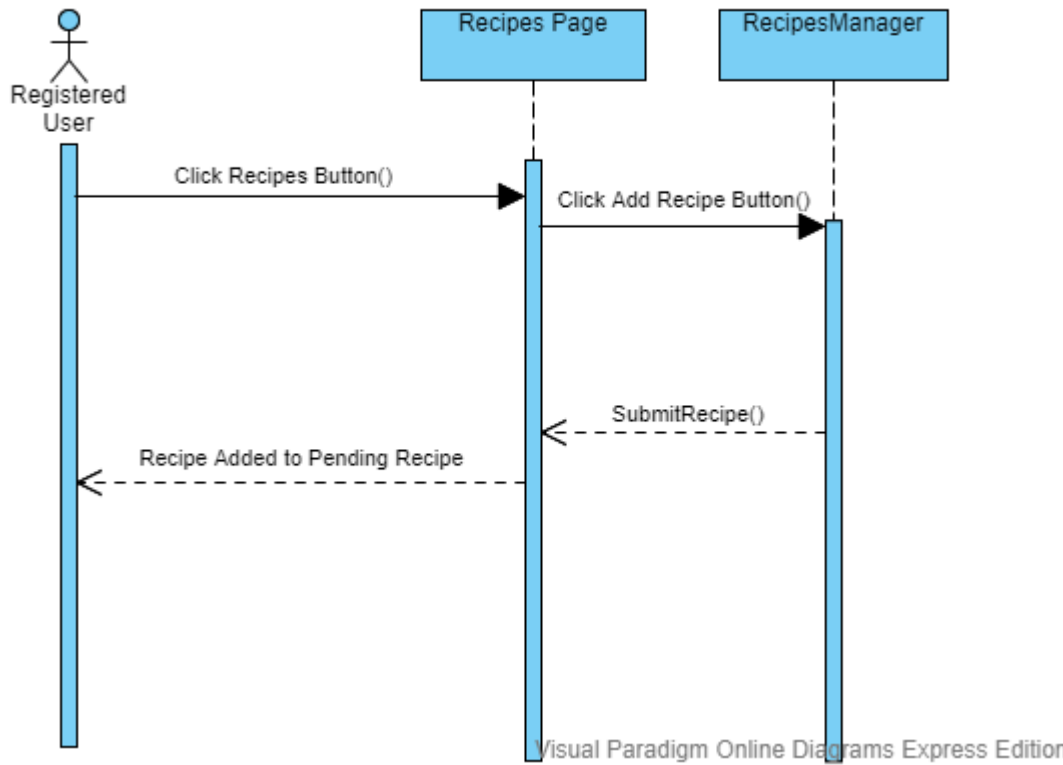 Registered
User
Recipes Page
RecipesManager
Click Recipes Button()
Click Add Recipe Button()
SubmitRecipe()
Recipe Added to Pending Recipe
Visual Paradigm Online Diagrams Express Edition